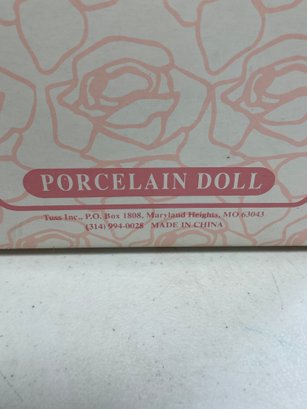 PORCELAIN DOLL
Tuss Inc., P.O. Box 1808, Maryland Heights, MO 63043
(314) 994-0028 MADE IN CHINA